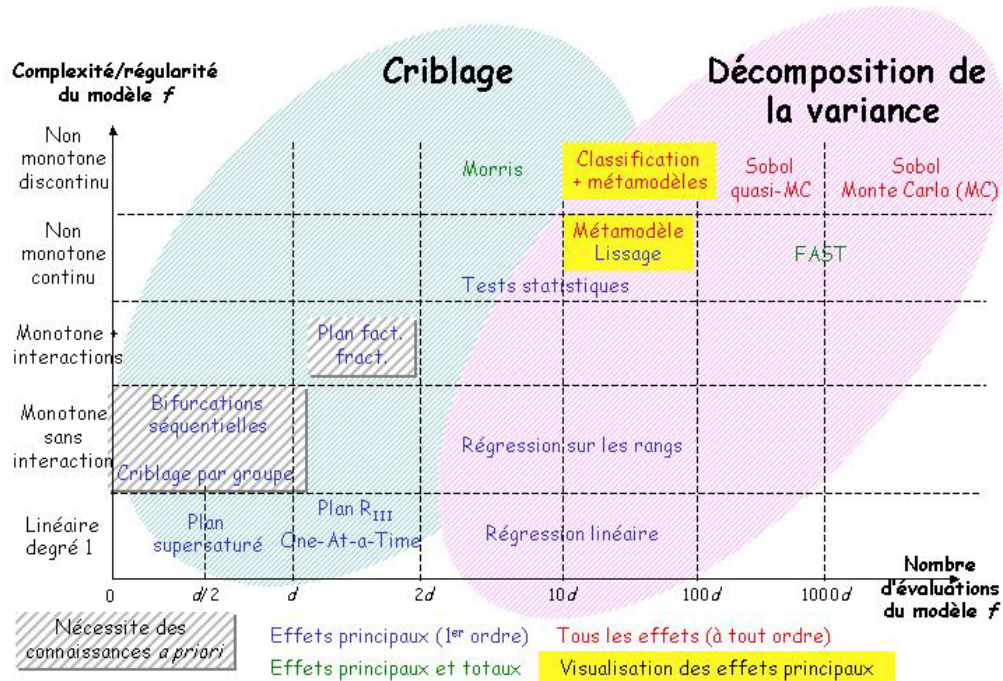 Criblage
Décomposition de
la variance
Complexité/régularité
du modèle f
Non
monotone
discontinu
Morris
Classification
+ métamodèles
Sobol
quasi-MC
Sobol
Monte Carlo (MC)
Non
monotone
continu
Métamodèle
Lissage
FAST
Tests statistiques
Monotone +
interactions
Plan fact.
fract.
Monotone
sans
interaction
Bifurcations
séquentielles
Criblage par groupe
Régression sur les rangs
Linéaire
degré 1
Plan
supersaturé
Plan RIII
One-At-a-Time
Régression linéaire
0
d/2
d
2d
10d
100d
1000d
Nombre
d'évaluations
du modèle f
Nécessite des
connaissances a priori
Effets principaux (1er ordre)
Tous les effets (à tout ordre)
Effets principaux et totaux
Visualisation des effets principaux